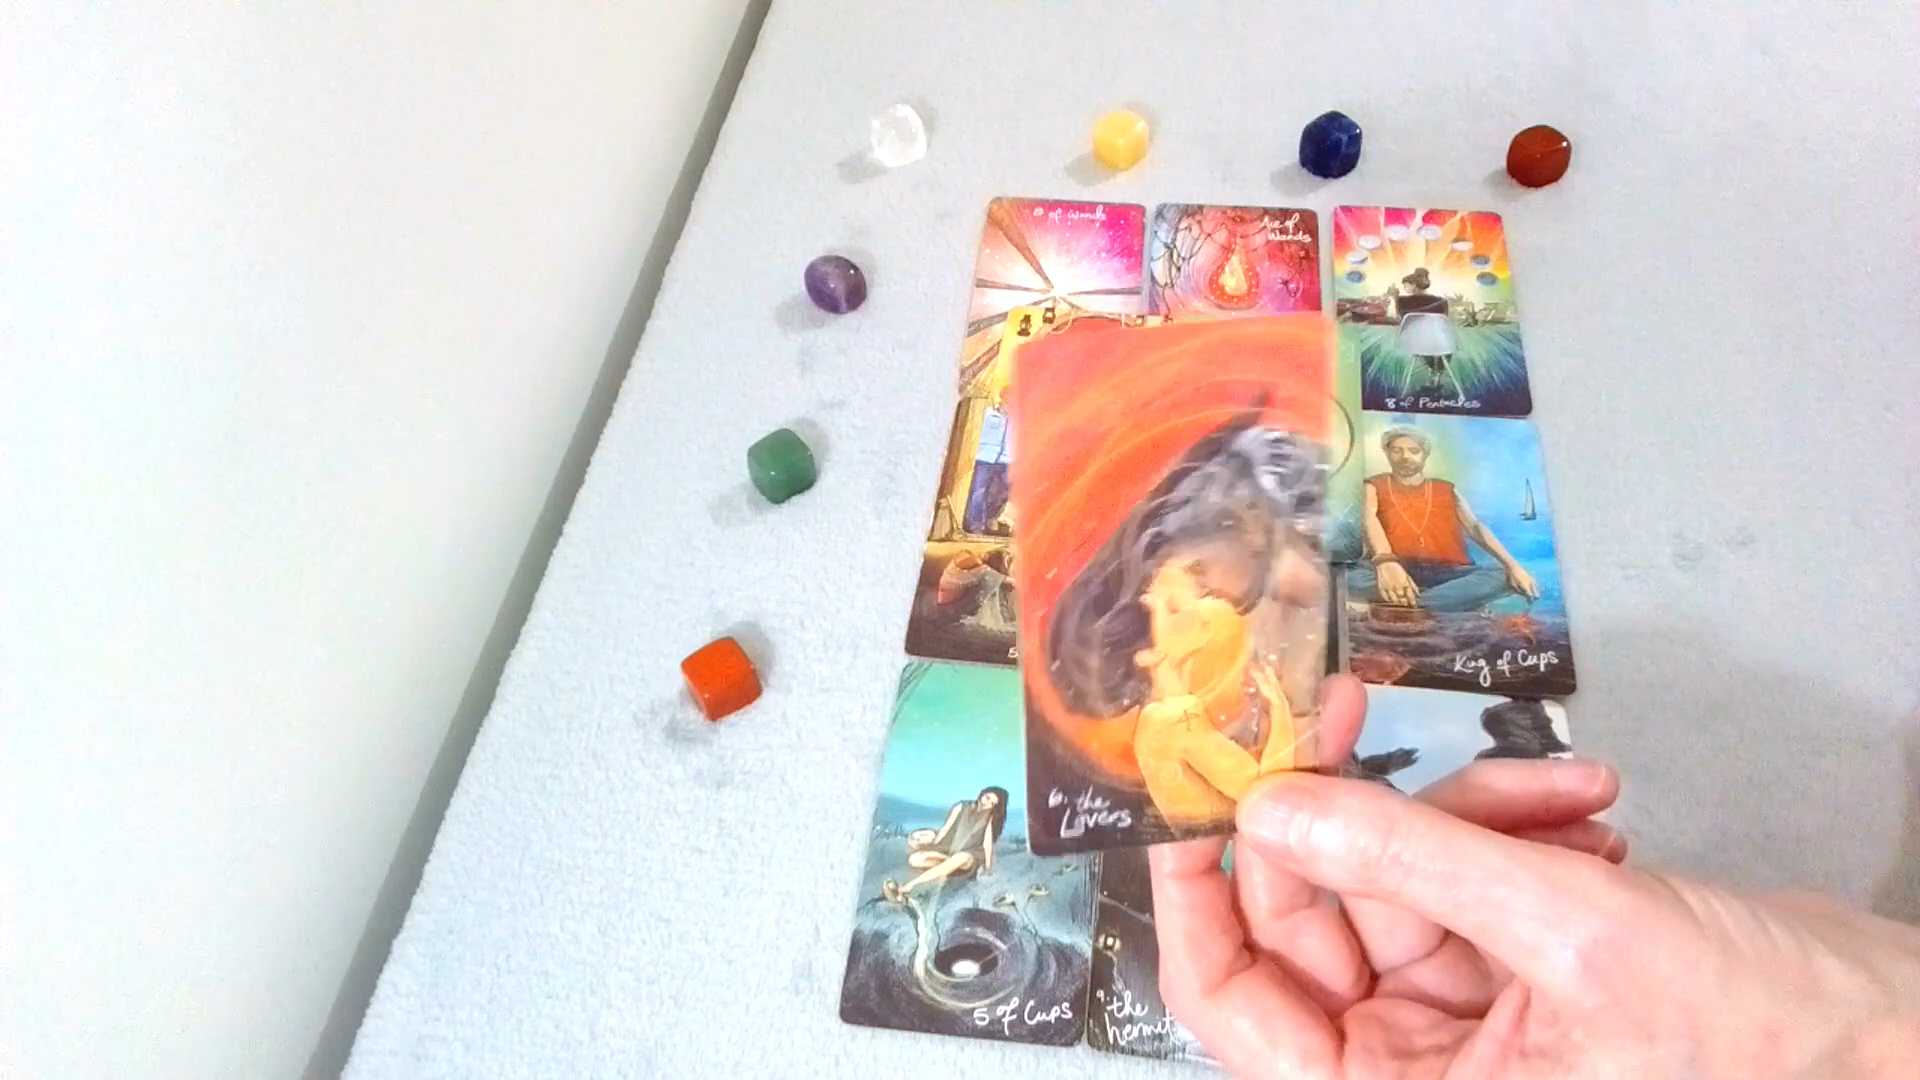 8 of Wands
Ace of
Wands
8 of Pentacles
King of Cups
6. the
Lovers
5
5 of Cups
9. the
hermit